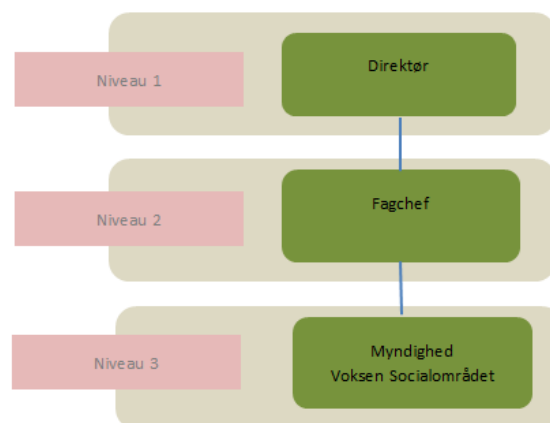 Niveau 1
Direktør
Niveau 2
Fagchef
Niveau 3
Myndighed
Voksen Socialområdet